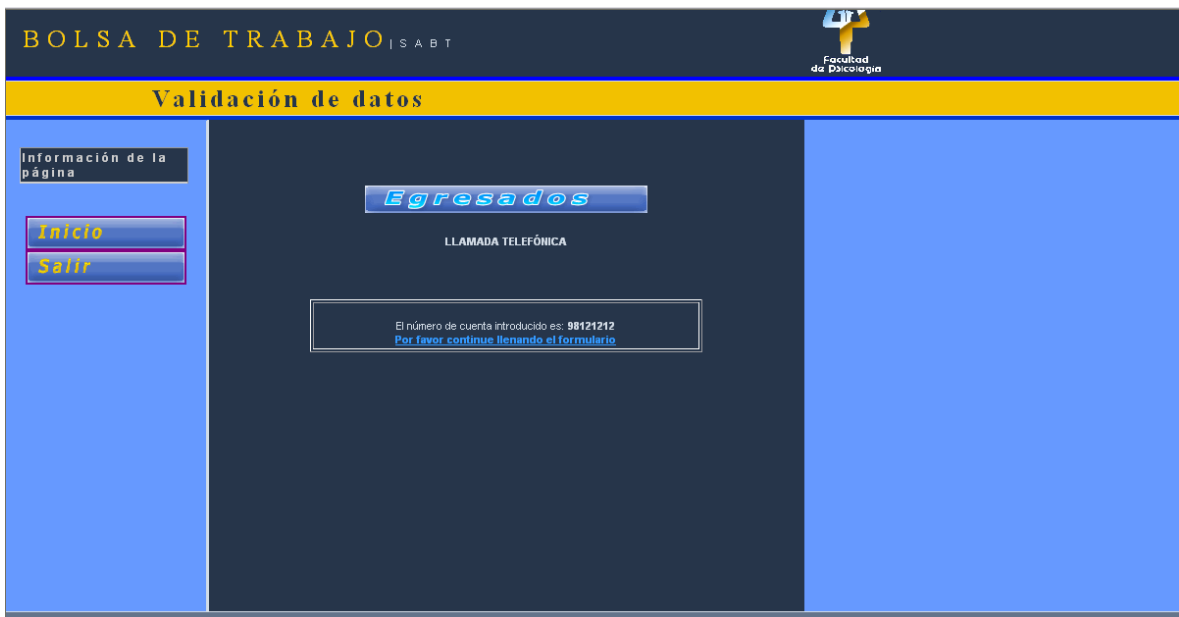 BOLSA DE TRABAJO|SABT
Facultad
de Psicología
Validación de datos
Información de la
página
Inicio
Salir
Egresados
LLAMADA TELEFÓNICA
El número de cuenta introducido es: 98121212
Por favor continue llenando el formulario